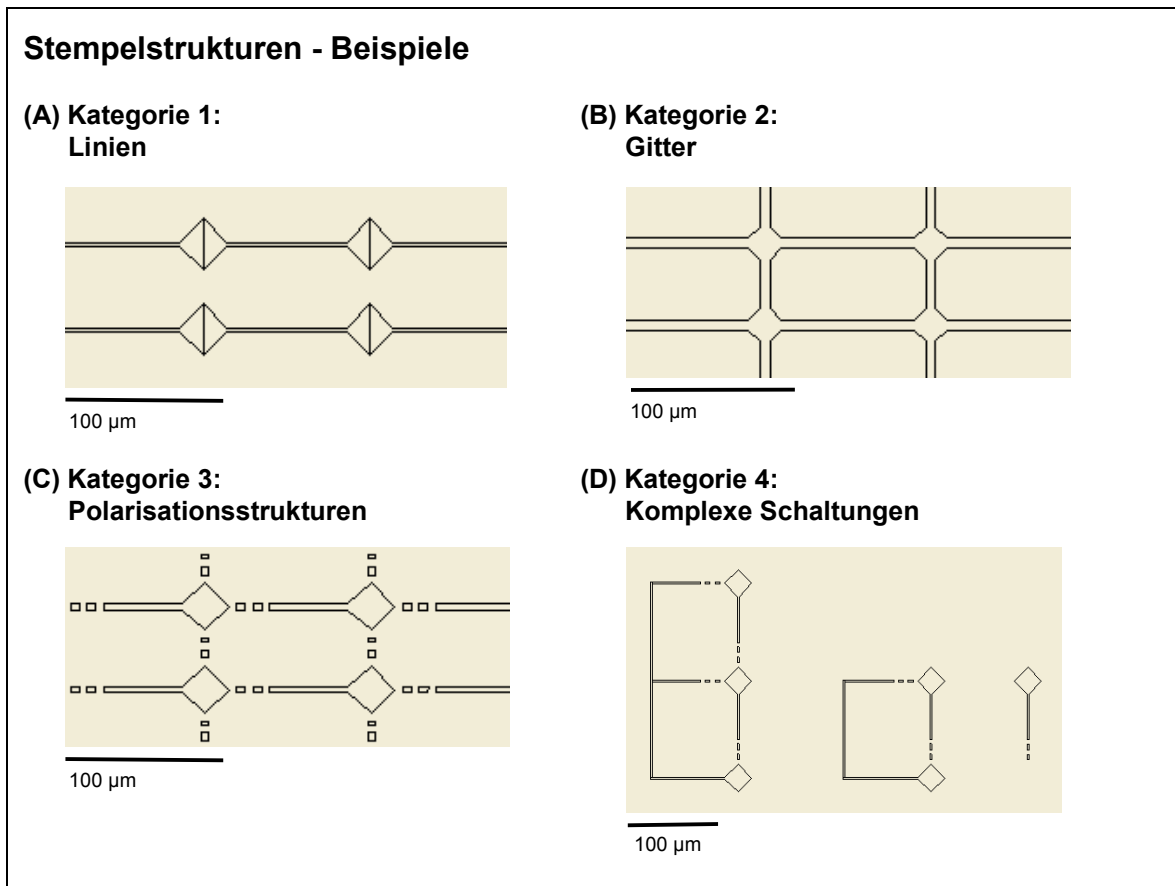 Stempelstrukturen - Beispiele
(A) Kategorie 1:
Linien
(B) Kategorie 2:
Gitter
100 µm
100 µm
(C) Kategorie 3:
Polarisationsstrukturen
(D) Kategorie 4:
Komplexe Schaltungen
100 µm
100 µm